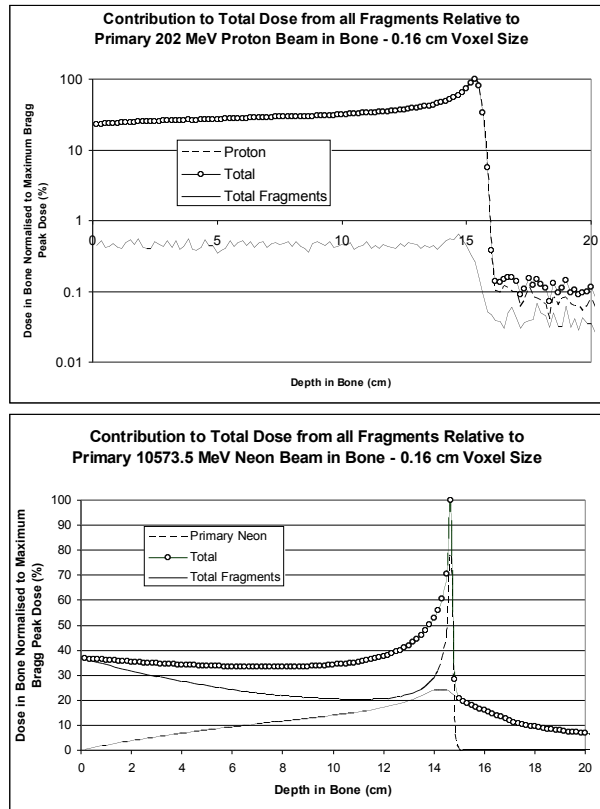 Contribution to Total Dose from all Fragments Relative to
Primary 202 MeV Proton Beam in Bone - 0.16 cm Voxel Size
Dose in Bone Normalised to Maximum Bragg
Peak Dose (%)
100
10
1
0.1
0.01
0 5 10 15 20
Proton
Total
Total Fragments
Depth in Bone (cm)
Contribution to Total Dose from all Fragments Relative to
Primary 10573.5 MeV Neon Beam in Bone - 0.16 cm Voxel Size
Dose in Bone Normalised to Maximum
Bragg Peak Dose (%)
100
90
80
70
60
50
40
30
20
10
0
Primary Neon
Total
Total Fragments
0 2 4 6 8 10 12 14 16 18 20
Depth in Bone (cm)